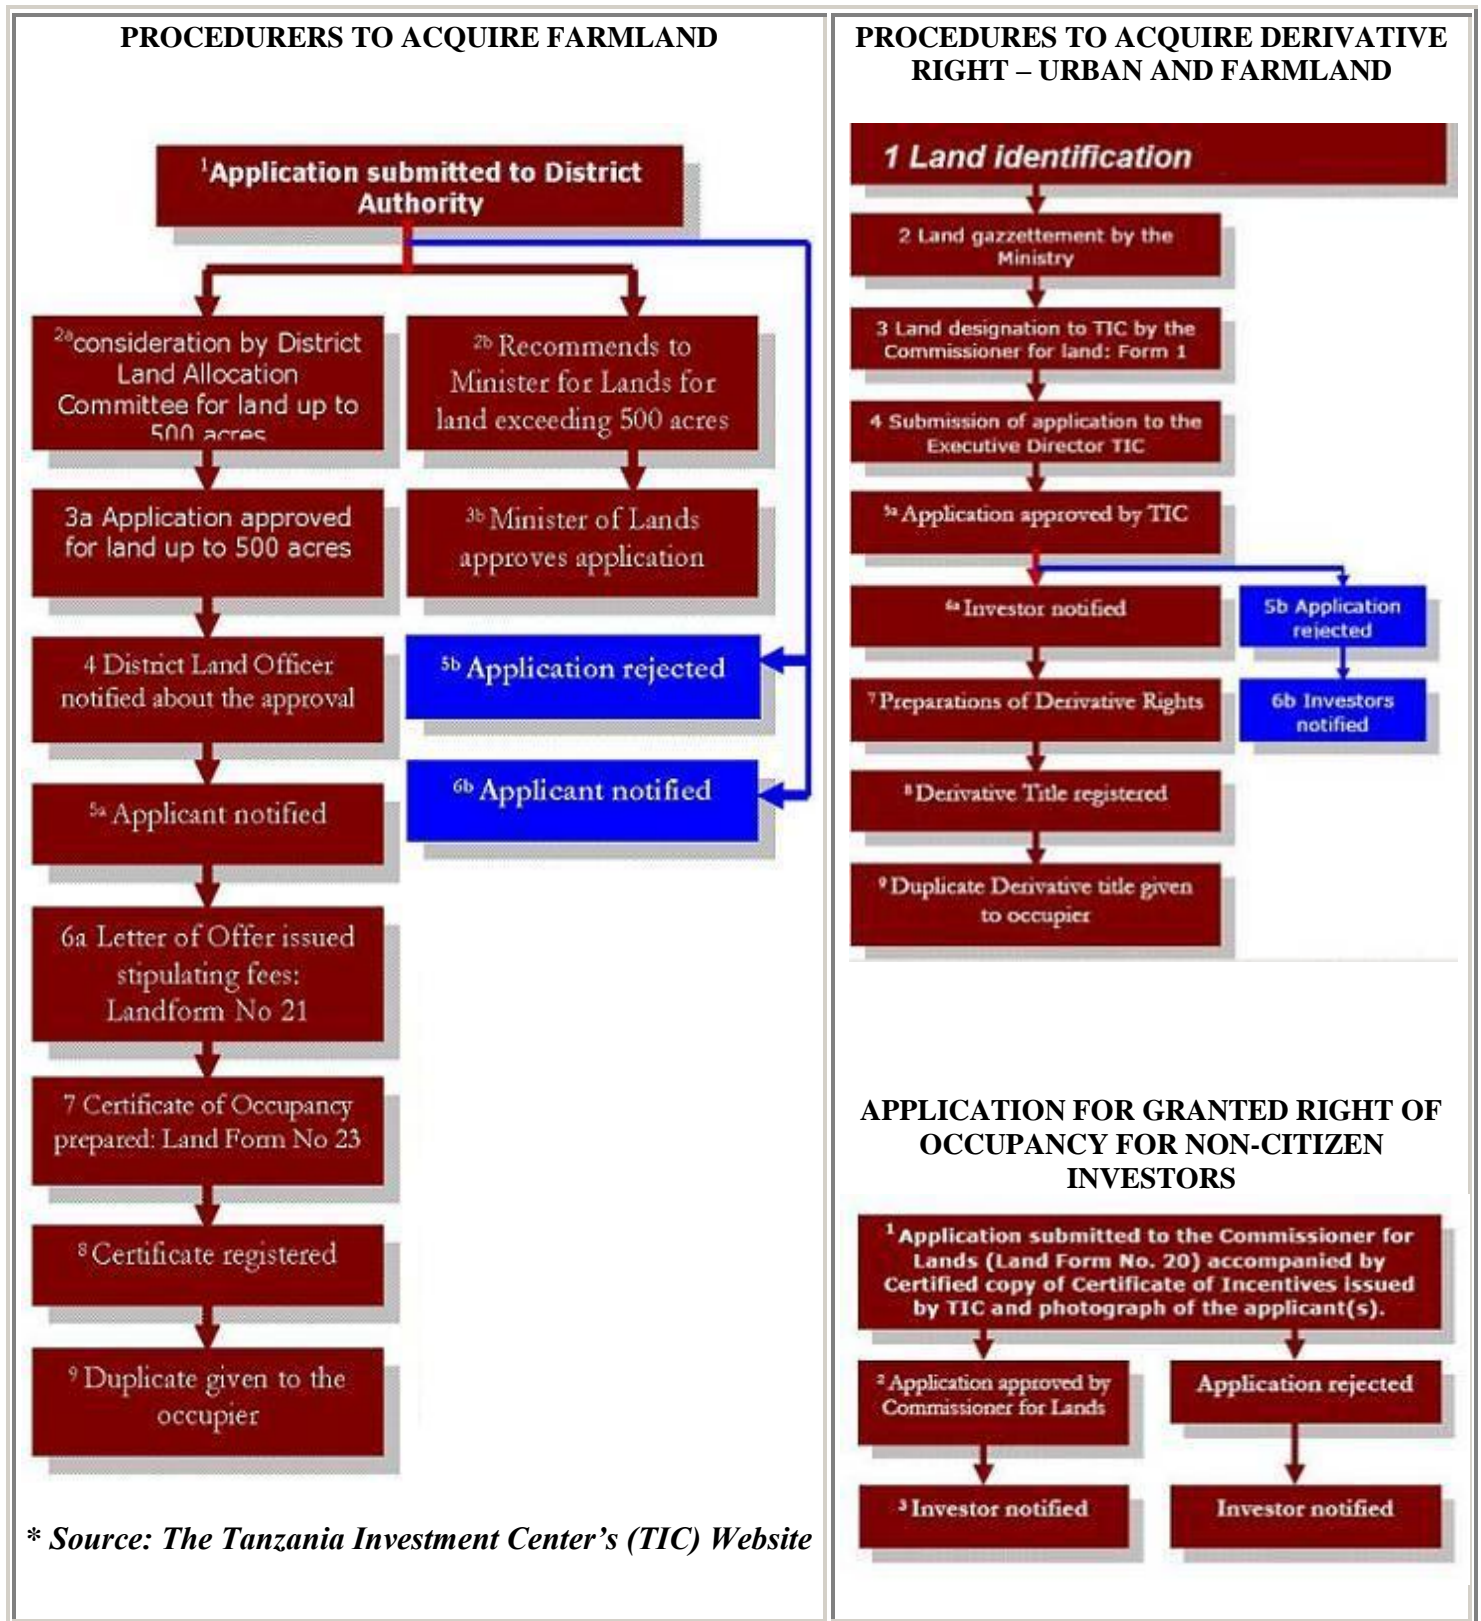 PROCEDURERS TO ACQUIRE FARMLAND
1Application submitted to District
Authority
2aconsideration by District
Land Allocation
Committee for land up to
500 acres
2b Recommends to
Minister for Lands for
land exceeding 500 acres
3a Application approved
for land up to 500 acres
3b Minister of Lands
approves application
4 District Land Officer
notified about the approval
5b Application rejected
5a Applicant notified
6b Applicant notified
6a Letter of Offer issued
stipulating fees:
Landform No 21
7 Certificate of Occupancy
prepared: Land Form No 23
8 Certificate registered
9 Duplicate given to the
occupier
* Source: The Tanzania Investment Center's (TIC) Website
PROCEDURES TO ACQUIRE DERIVATIVE
RIGHT – URBAN AND FARMLAND
1 Land identification
2 Land gazzettement by the
Ministry
3 Land designation to TIC by the
Commissioner for land: Form 1
4 Submission of application to the
Executive Director TIC
5a Application approved by TIC
6a Investor notified
5b Application
rejected
7 Preparations of Derivative Rights
6b Investors
notified
8 Derivative Title registered
9 Duplicate Derivative title given
to occupier
APPLICATION FOR GRANTED RIGHT OF
OCCUPANCY FOR NON-CITIZEN
INVESTORS
1 Application submitted to the Commissioner for
Lands (Land Form No. 20) accompanied by
Certified copy of Certificate of Incentives issued
by TIC and photograph of the applicant(s).
2 Application approved by
Commissioner for Lands
Application rejected
3 Investor notified
Investor notified